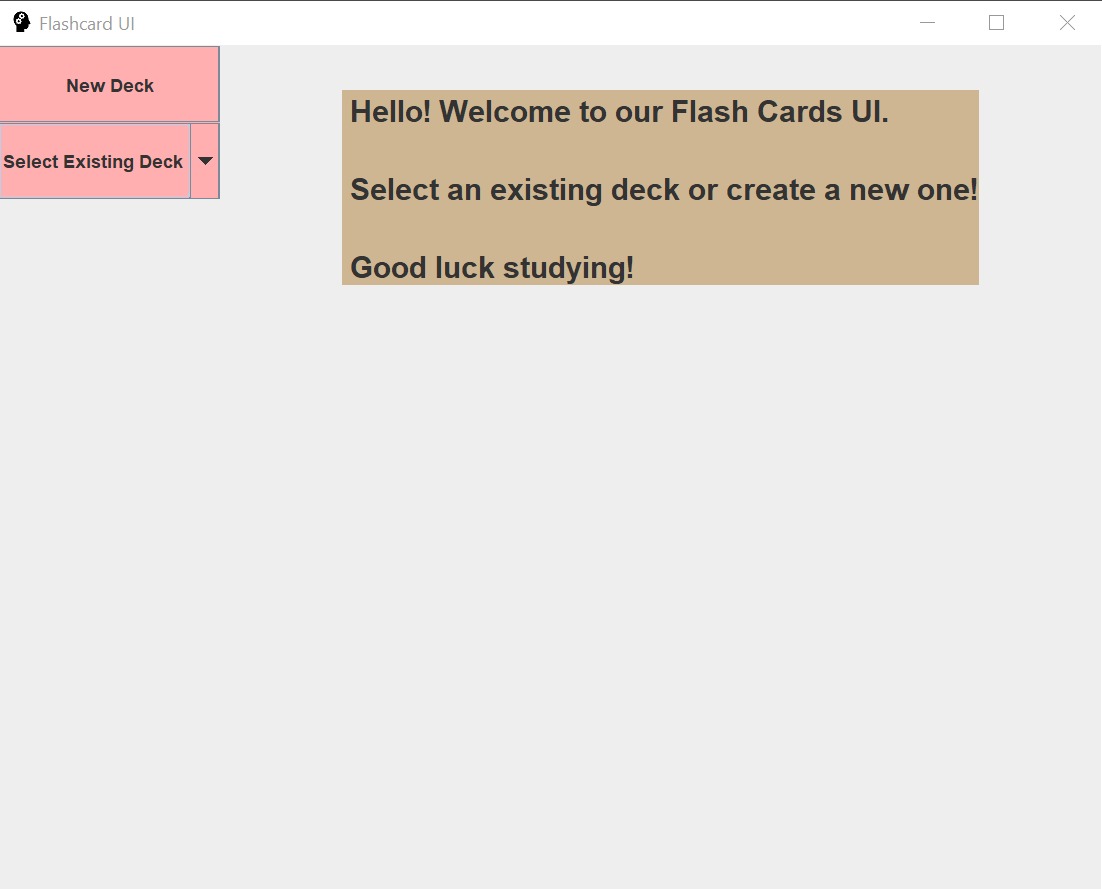 Flashcard UI
New Deck
Select Existing Deck
Hello! Welcome to our Flash Cards UI.
Select an existing deck or create a new one!
Good luck studying!